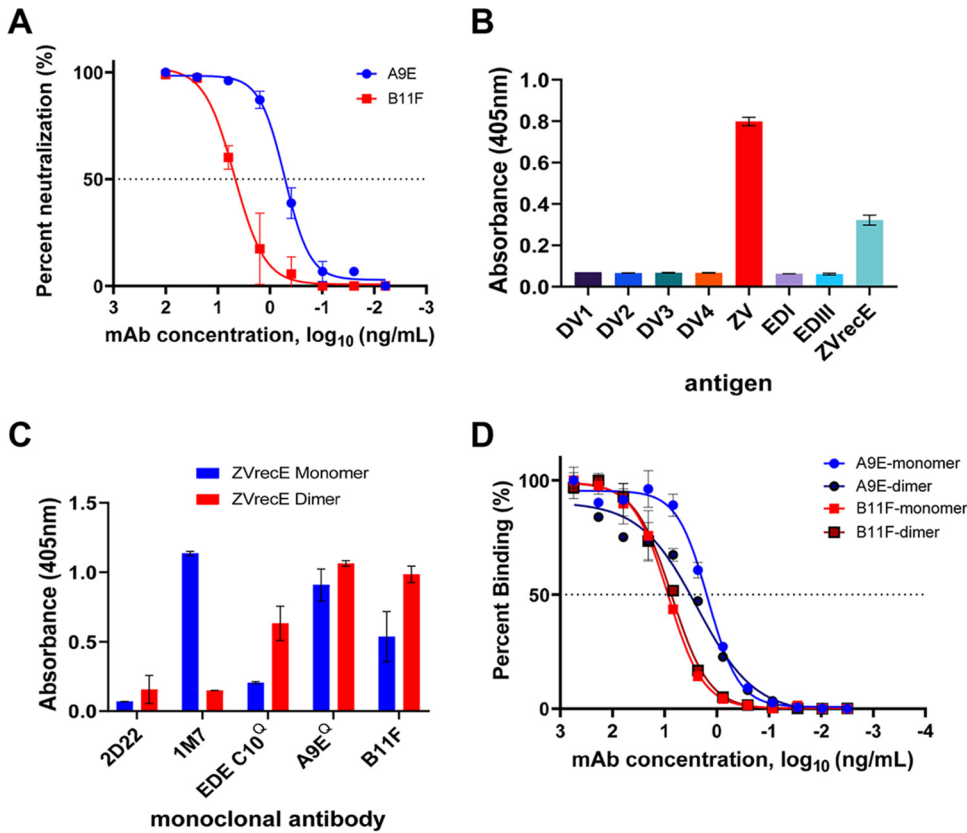 A
Percent neutralization (%)
100
50
0
3 2 1 0 -1 -2 -3
mAb concentration, log10 (ng/mL)
A9E
B11F
B
Absorbance (405nm)
1.0
0.8
0.6
0.4
0.2
0.0
DV1 DV2 DV3 DV4 ZV EDI EDIII ZVrecE
antigen
C
ZVrecE Monomer
ZVrecE Dimer
Absorbance (405nm)
1.5
1.0
0.5
0.0
2D22 1M7 EDE C10Q A9EQ B11F
monoclonal antibody
D
Percent Binding (%)
100
50
0
3 2 1 0 -1 -2 -3 -4
mAb concentration, log10 (ng/mL)
A9E-monomer
A9E-dimer
B11F-monomer
B11F-dimer